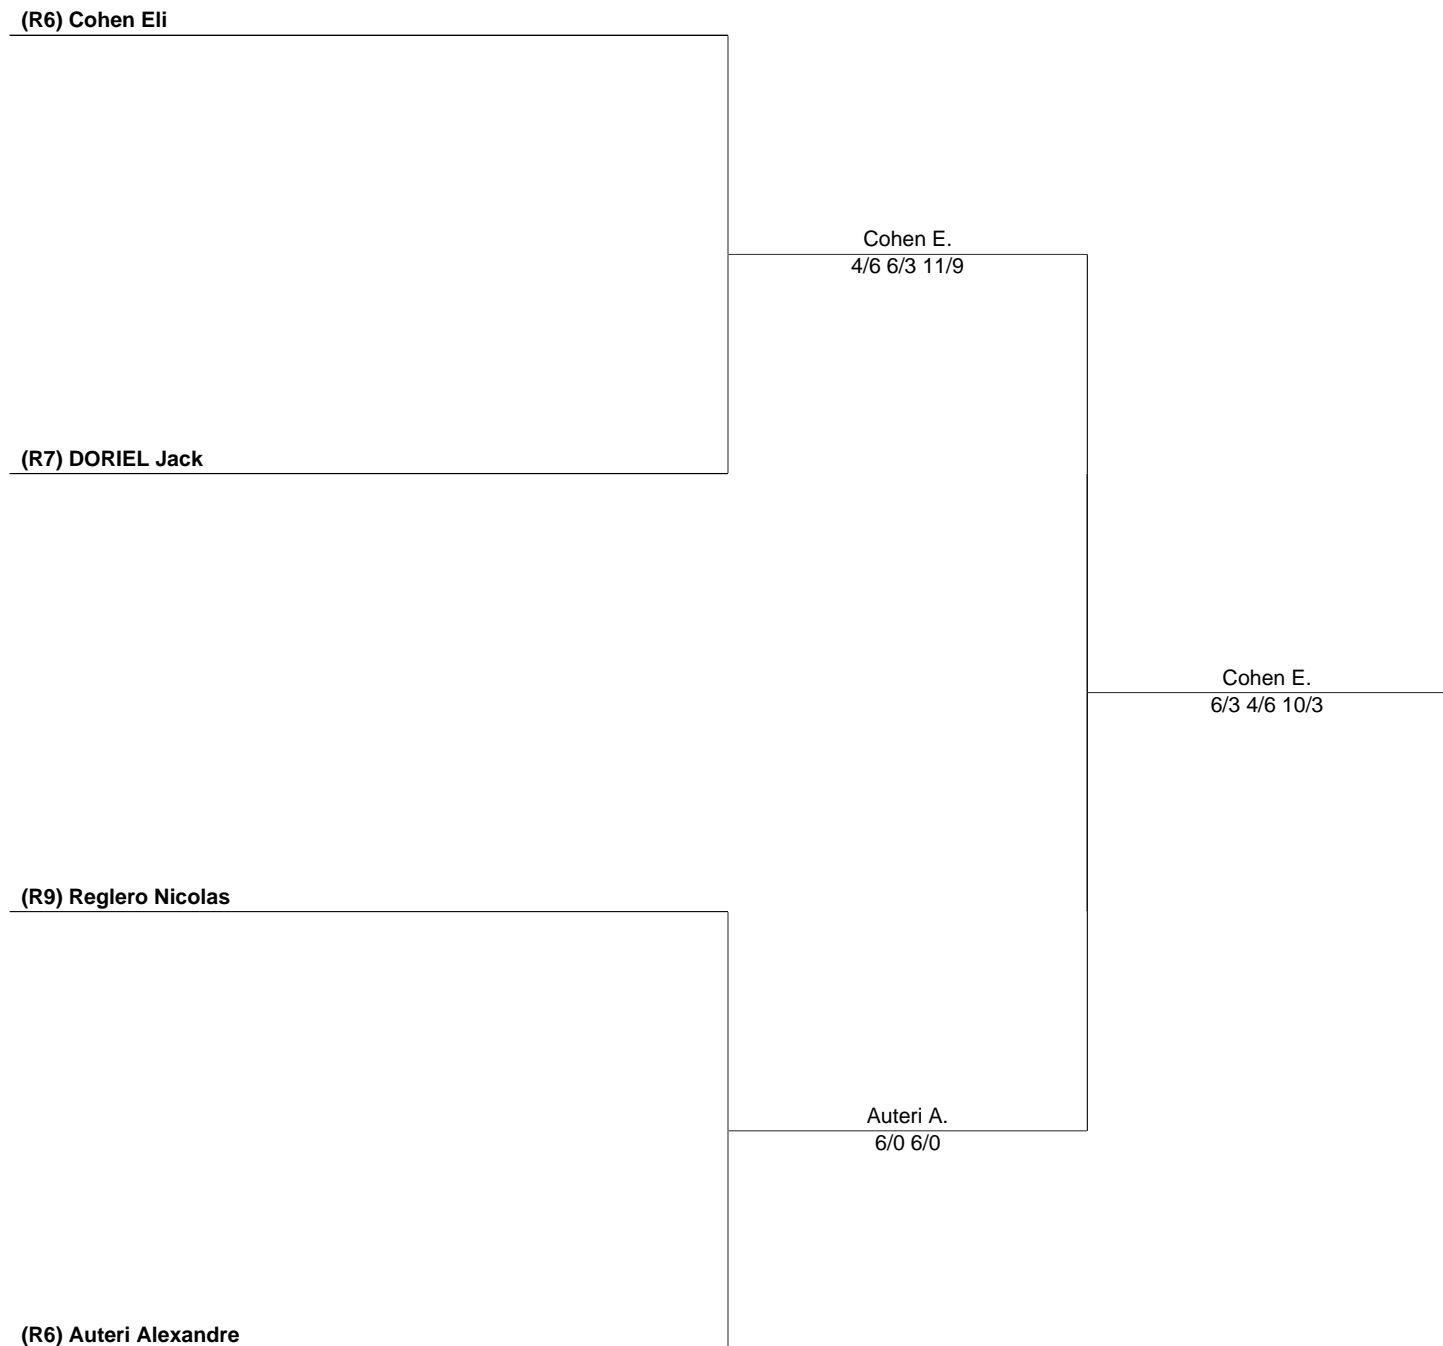 (R6) Cohen Eli
Cohen E.
4/6 6/3 11/9
(R7) DORIEL Jack
Cohen E.
6/3 4/6 10/3
(R9) Reglero Nicolas
Auteri A.
6/0 6/0
(R6) Auteri Alexandre